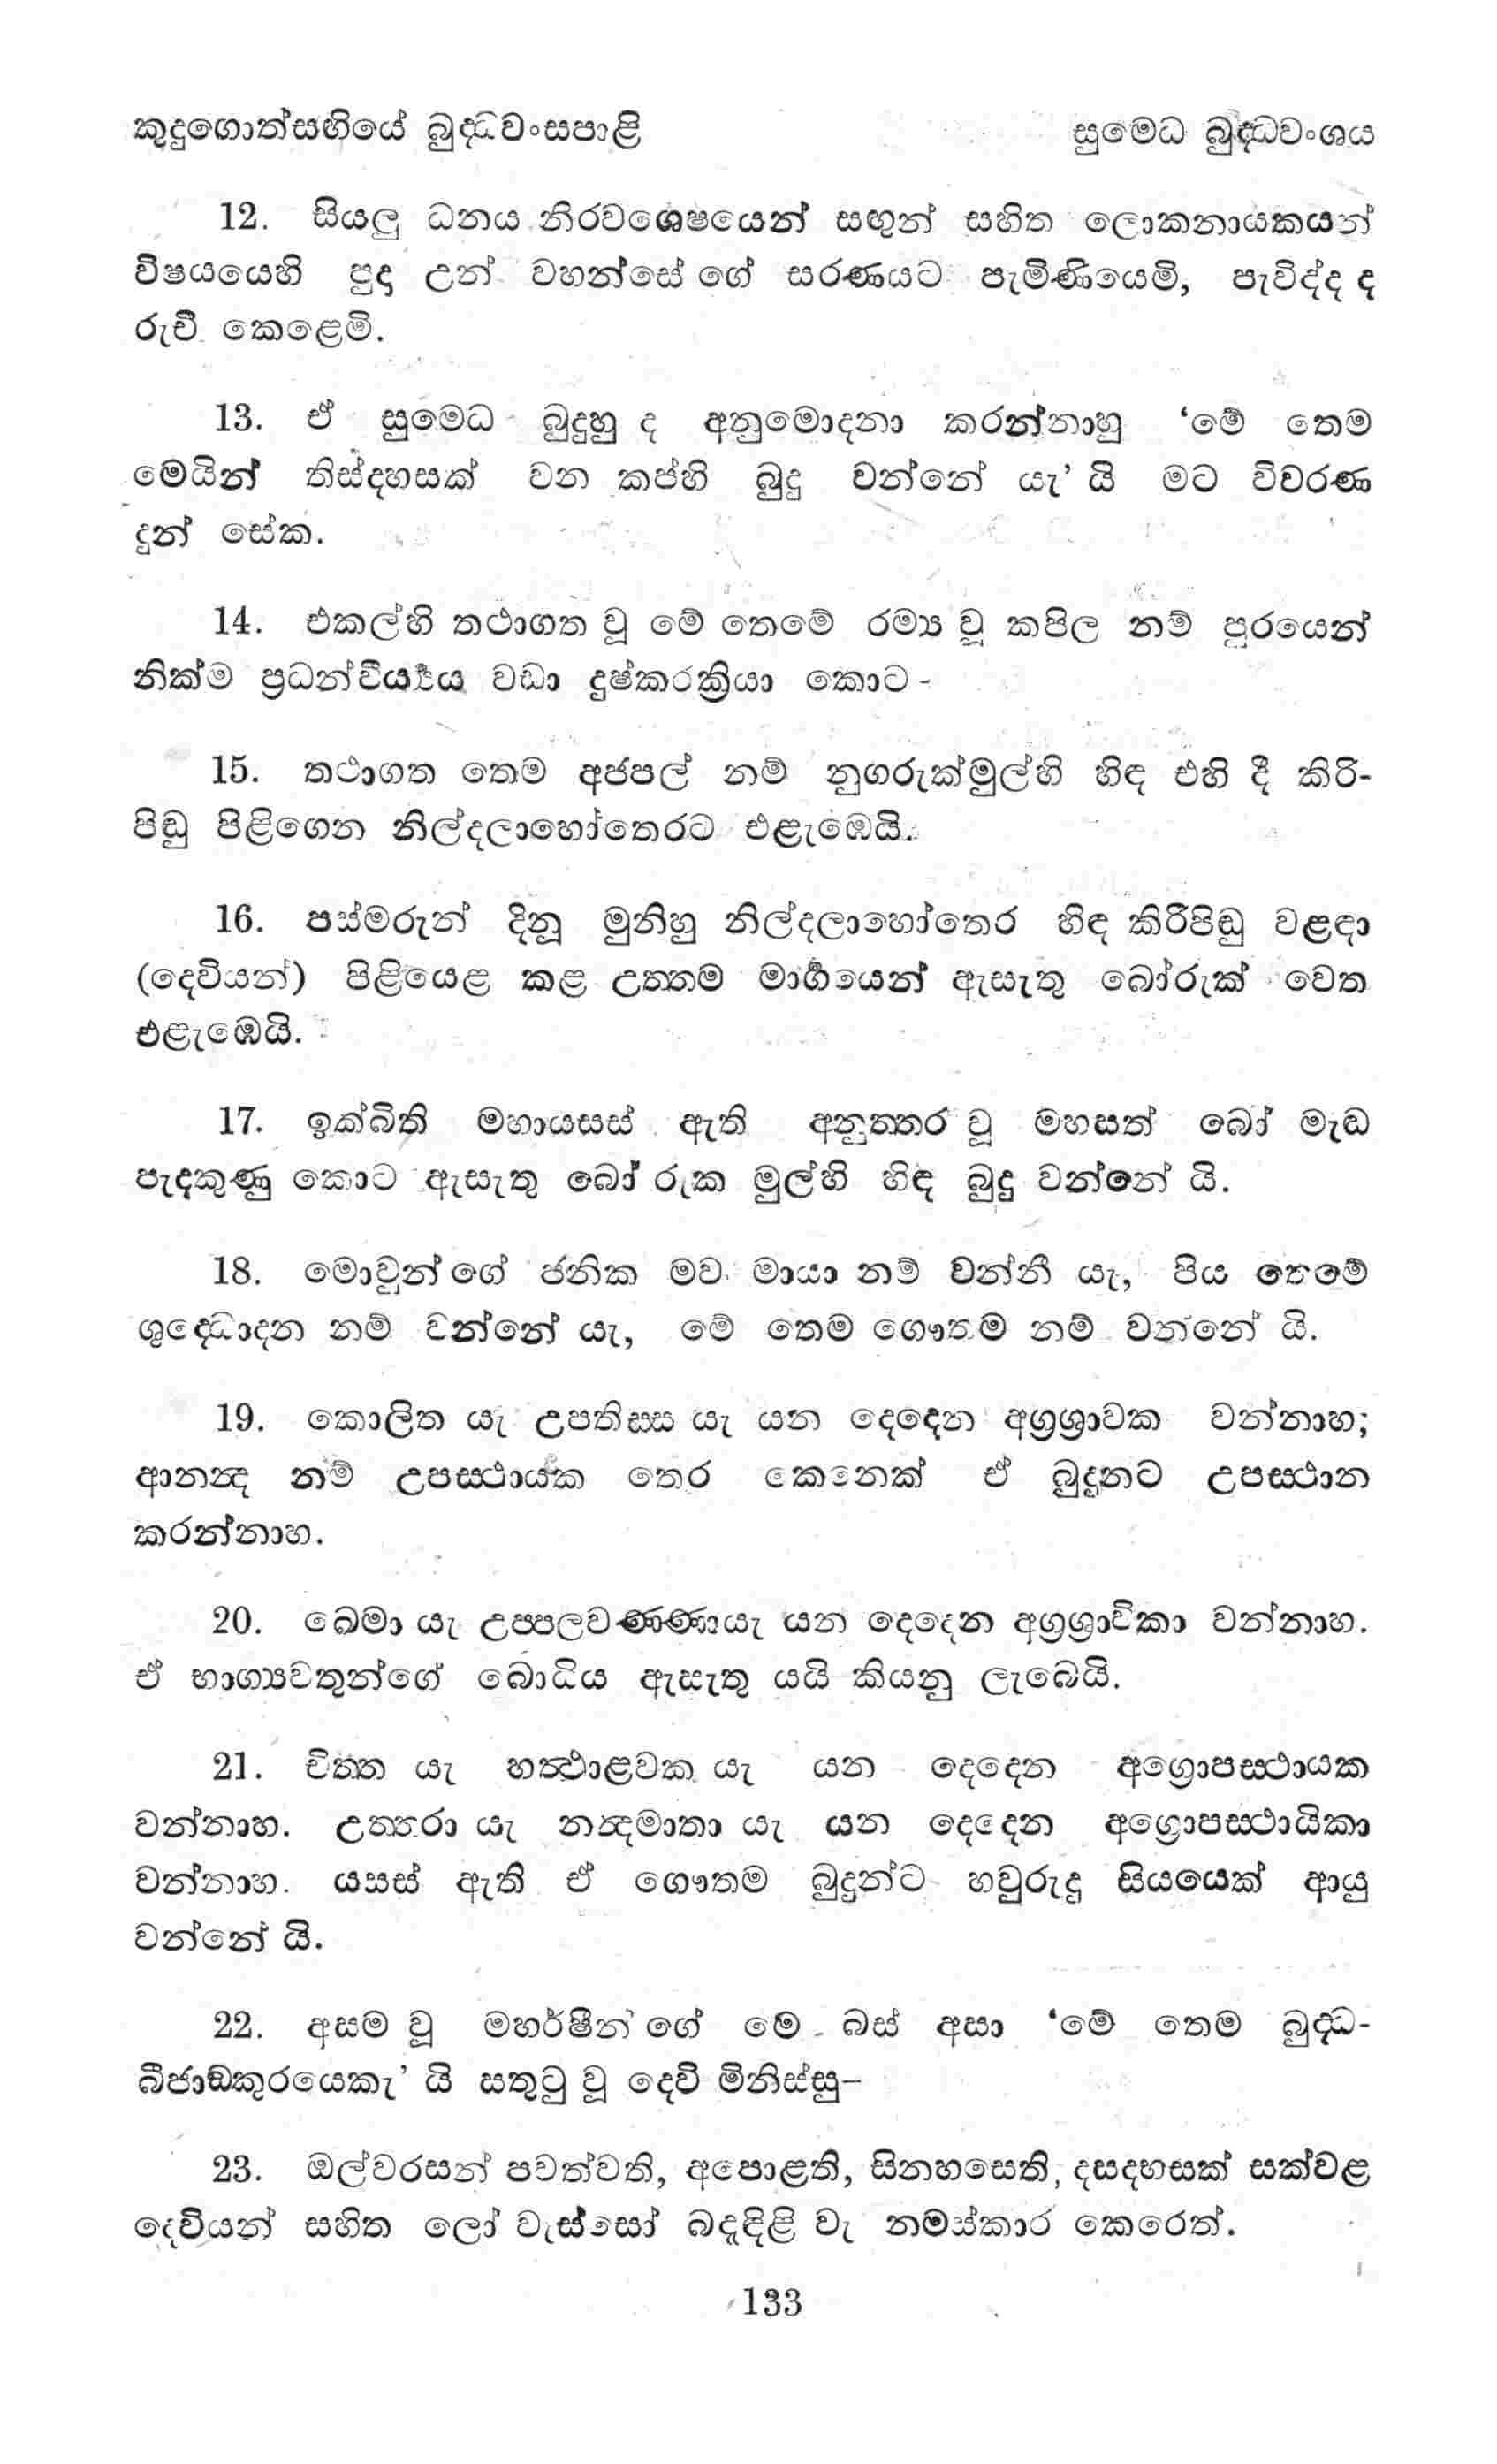 කුදුගොත්සඟියේ බුද්ධවංසපාළි
සුමෙධ බුද්ධවංශය
12. සියලු ධනය නිරවශෙෂයෙන් සඟුන් සහිත ලොකනායකයන්
විෂයයෙහි පුදා උන් වහන්සේ ගේ සරණයට පැමිණියෙමි, පැවිද්ද ද
රුචි කෙළෙමි.
13. ඒ සුමෙධ බුදුහු ද අනුමොදනා කරන්නාහු ‘මේ තෙම
මෙයින් තිස්දහසක් වන කප්හි බුදු වන්නේ යැ’ යි මට විවරණ
දුන් සේක.
14. එකල්හි තථාගත වූ මේ තෙමේ රම්‍ය වූ කපිල නම් පුරයෙන්
නික්ම ප්‍රධන්වීර්‍ය්‍යය වඩා දුෂ්කරක්‍රියා කොට -
15. තථාගත තෙම අජපල් නම් නුගරුක්මුල්හි හිඳ එහි දී කිරි-
පිඬු පිළිගෙන නිල්දලාහෝතෙරට එළැඹෙයි.
16. පස්මරුන් දිනූ මුනිහු නිල්දලාහෝතෙර හිඳ කිරිපිඬු වළඳා
(දෙවියන්) පිළියෙළ කළ උත්තම මාර්‍ගයෙන් ඇසැතු බෝරුක් වෙත
එළැඹෙයි.
17. ඉක්බිති මහායසස් ඇති අනුත්තර වූ මහසත් බෝ මැඬ
පැදකුණු කොට ඇසැතු බෝ රුක මුල්හි හිඳ බුදු වන්නේ යි.
18. මොවුන් ගේ ජනික මව මායා නම් වන්නී යැ, පිය තෙමේ
ශුද්ධොදන නම් වන්නේ යැ, මේ තෙම ගෞතම නම් වන්නේ යි.
19. කොලිත යැ උපතිස්ස යැ යන දෙදෙන අග්‍රශ්‍රාවක වන්නාහ;
ආනන්‍ද නම් උපස්ථායක තෙර කෙනෙක් ඒ බුදුනට උපස්ථාන
කරන්නාහ.
20. ඛෙමා යැ උප්පලවණ්ණායැ යන දෙදෙන අග්‍රශ්‍රාවිකා වන්නාහ.
ඒ භාග්‍යවතුන්ගේ බොධිය ඇසැතු යයි කියනු ලැබෙයි.
21. චිත්ත යැ හත්‍ථාළවක යැ යන දෙදෙන අග්‍රොපස්ථායක
වන්නාහ. උත්තරා යැ නන්‍දමාතා යැ යන දෙදෙන අග්‍රොපස්ථායිකා
වන්නාහ. යසස් ඇති ඒ ගෞතම බුදුන්ට හවුරුදු සියයෙක් ආයු
වන්නේ යි.
22. අසම වූ මහර්ෂීන් ගේ මෙ බස් අසා ‘මේ තෙම බුද්ධ-
බීජාඞ්කුරයෙකැ’ යි සතුටු වූ දෙවි මිනිස්සු-
23. ඔල්වරසන් පවත්වති, අපොළති, සිනහසෙති, දසදහසක් සක්වළ
දෙවියන් සහිත ලෝ වැස්සෝ බදැඳිළි වැ නමස්කාර කෙරෙත්.
133